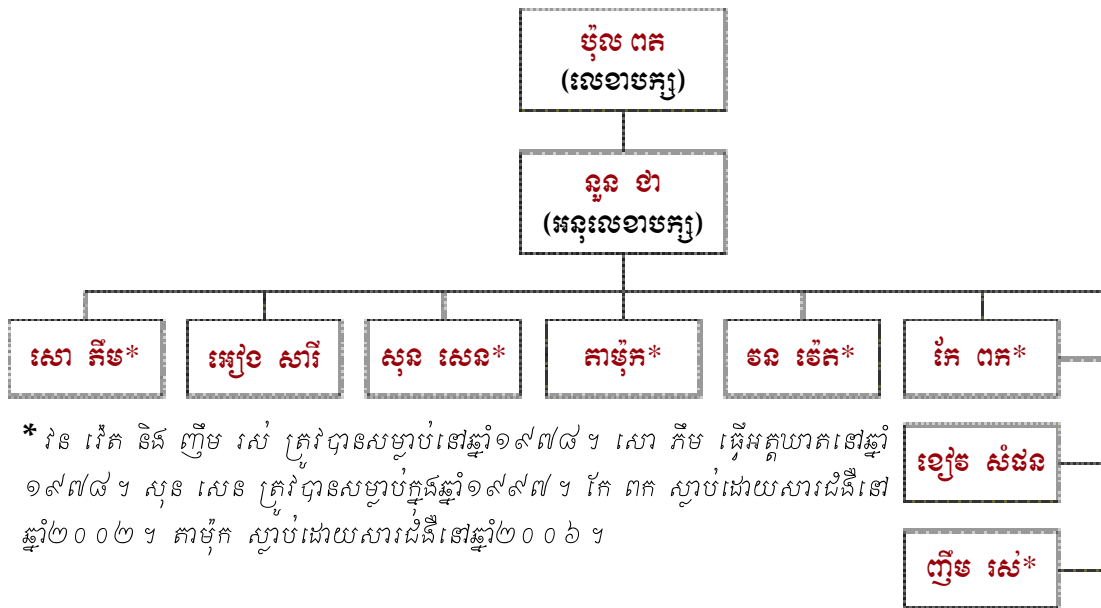 ប៉ុល ពត
(លេខាបក្ស)
នួន ជា
(អនុលេខាបក្ស)
សោ ភឹម*
អៀង សារី
សុន សេន*
តាម៉ុក*
វន វ៉េត*
កែ ពក*
* វន វ៉េត និង ញឹម រស់ ត្រូវបានសម្លាប់នៅឆ្នាំ១៩៧៨ ។ សោ ភឹម ធ្វើអត្តឃាតនៅឆ្នាំ
១៩៧៨ ។ សុន សេន ត្រូវបានសម្លាប់ក្នុងឆ្នាំ១៩៩៧ ។ កែ ពក ស្លាប់ដោយសារជំងឺនៅ
ឆ្នាំ២០០២ ។ តាម៉ុក ស្លាប់ដោយសារជំងឺនៅឆ្នាំ២០០៦ ។
ខៀវ សំផន
ញឹម រស់*